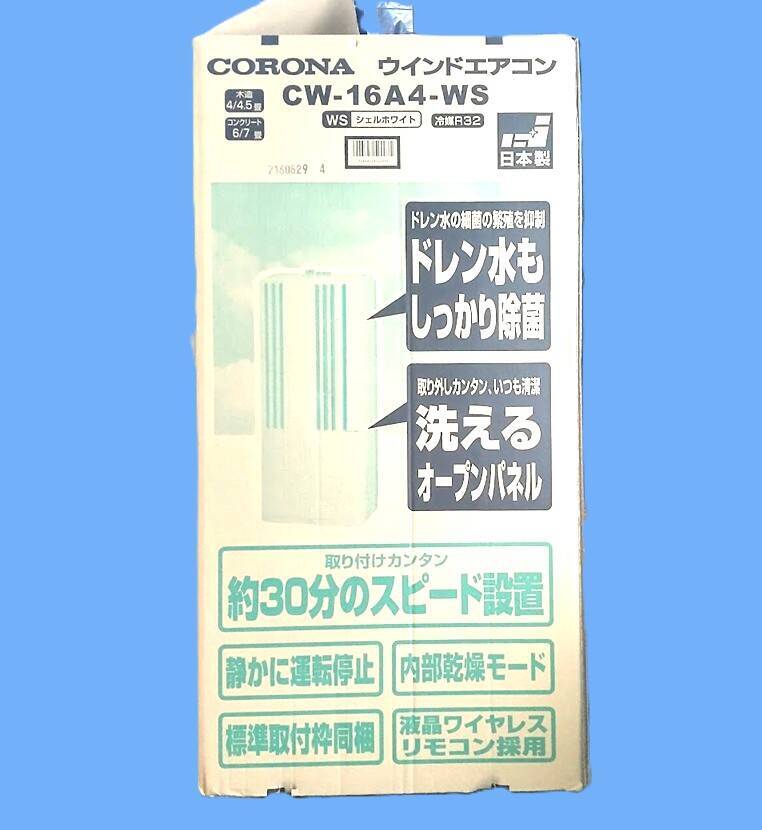 CORONA ウインドエアコン
木造
4/4.5畳
CW-16A4-WS
コンクリート
6/7畳
WS シェルホワイト 冷媒R32
日本製
2160629 4
ドレン水の細菌の繁殖を抑制
ドレン水も
しっかり除菌
取り外しカンタン、いつも清潔
洗える
オープンパネル
取り付けカンタン
約30分のスピード設置
静かに運転停止
内部乾燥モード
標準取付枠同梱
液晶ワイヤレス
リモコン採用